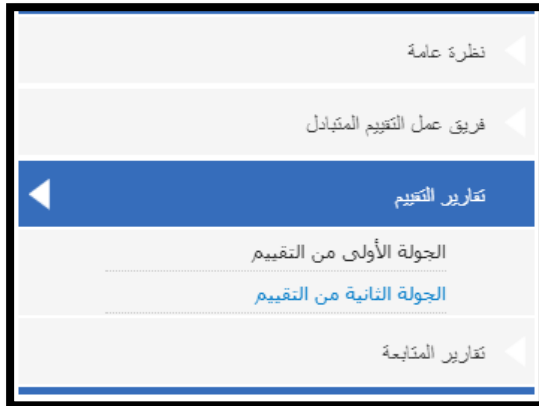 نظرة عامة
فريق عمل التقييم المتبادل
تقارير التقييم
الجولة الأولى من التقييم
الجولة الثانية من التقييم
تقارير المتابعة